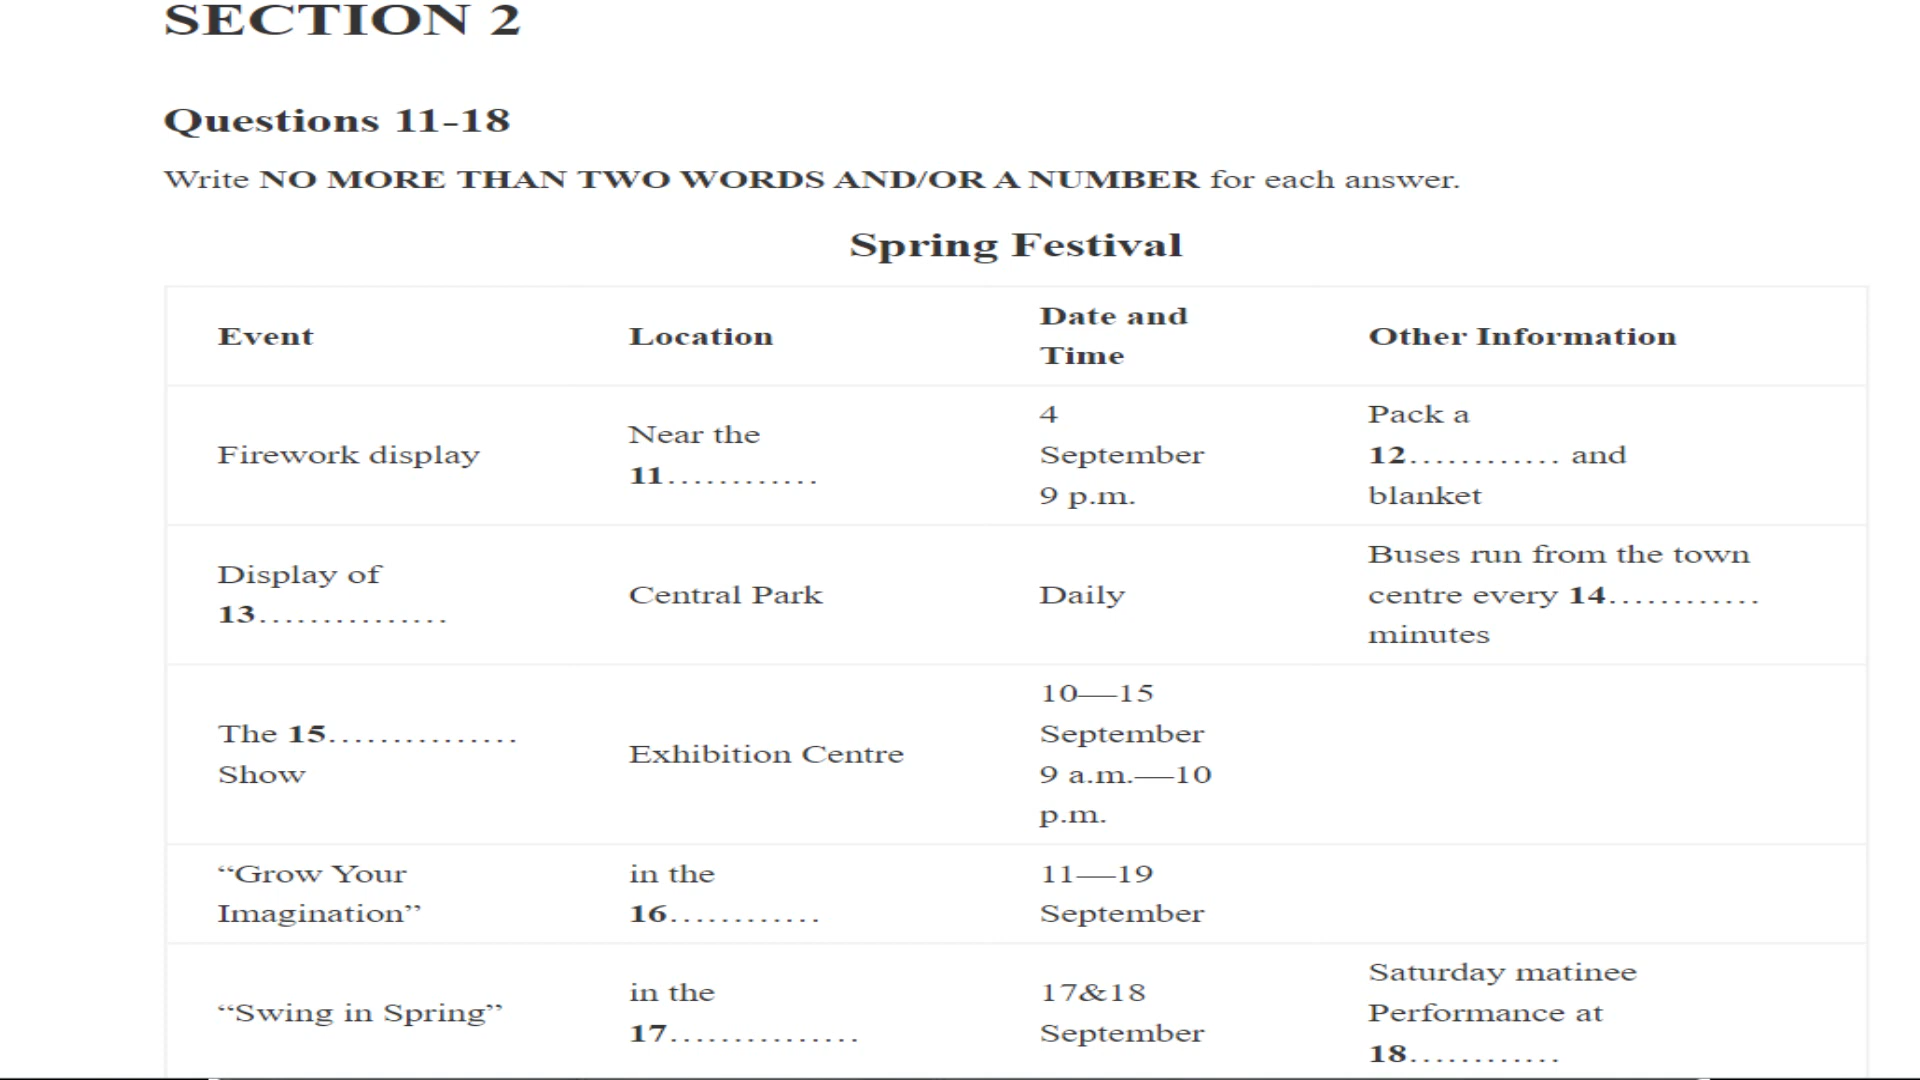 SECTION 2
Questions 11-18
Write NO MORE THAN TWO WORDS AND/OR A NUMBER for each answer.
Spring Festival
Event
Location
Date and
Time
Other Information
Firework display
Near the
11............
4
September
9 p.m.
Pack a
12............ and
blanket
Display of
13...............
Central Park
Daily
Buses run from the town
centre every 14............
minutes
The 15...............
Show
Exhibition Centre
10—15
September
9 a.m.—10
p.m.
“Grow Your
Imagination”
in the
16............
11—19
September
“Swing in Spring”
in the
17...............
17&18
September
Saturday matinee
Performance at
18............